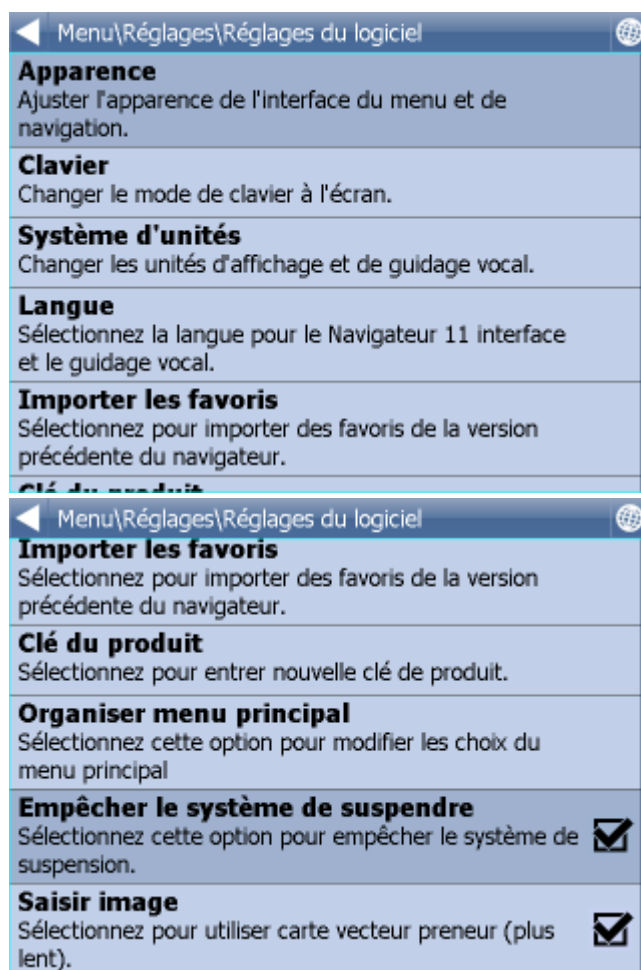 Menu\Réglages\Réglages du logiciel
Apparence
Ajuster l'apparence de l'interface du menu et de
navigation.
Clavier
Changer le mode de clavier à l'écran.
Système d'unités
Changer les unités d'affichage et de guidage vocal.
Langue
Sélectionnez la langue pour le Navigateur 11 interface
et le guidage vocal.
Importer les favoris
Sélectionnez pour importer des favoris de la version
précédente du navigateur.
Clé du produit
Menu\Réglages\Réglages du logiciel
Importer les favoris
Sélectionnez pour importer des favoris de la version
précédente du navigateur.
Clé du produit
Sélectionnez pour entrer nouvelle clé de produit.
Organiser menu principal
Sélectionnez cette option pour modifier les choix du
menu principal
Empêcher le système de suspendre
Sélectionnez cette option pour empêcher le système de
suspension.
Saisir image
Sélectionnez pour utiliser carte vecteur preneur (plus
lent).